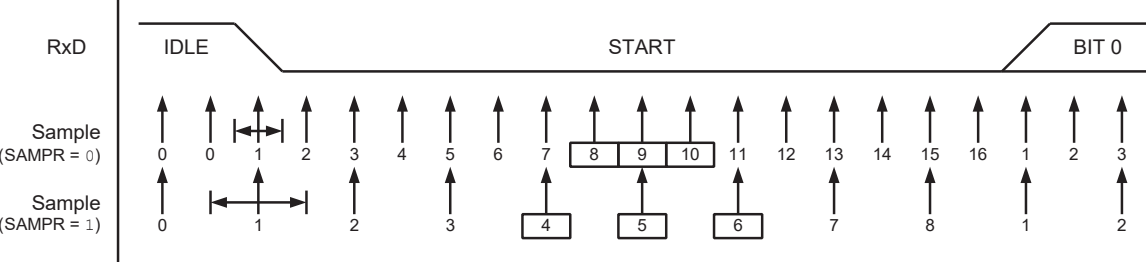 RxD IDLE START BIT 0
Sample
(SAMPR = 0) 0 0 1 2 3 4 5 6 7 8 9 10 11 12 13 14 15 16 1 2 3
Sample
(SAMPR = 1) 0 1 2 3 4 5 6 7 8 1 2